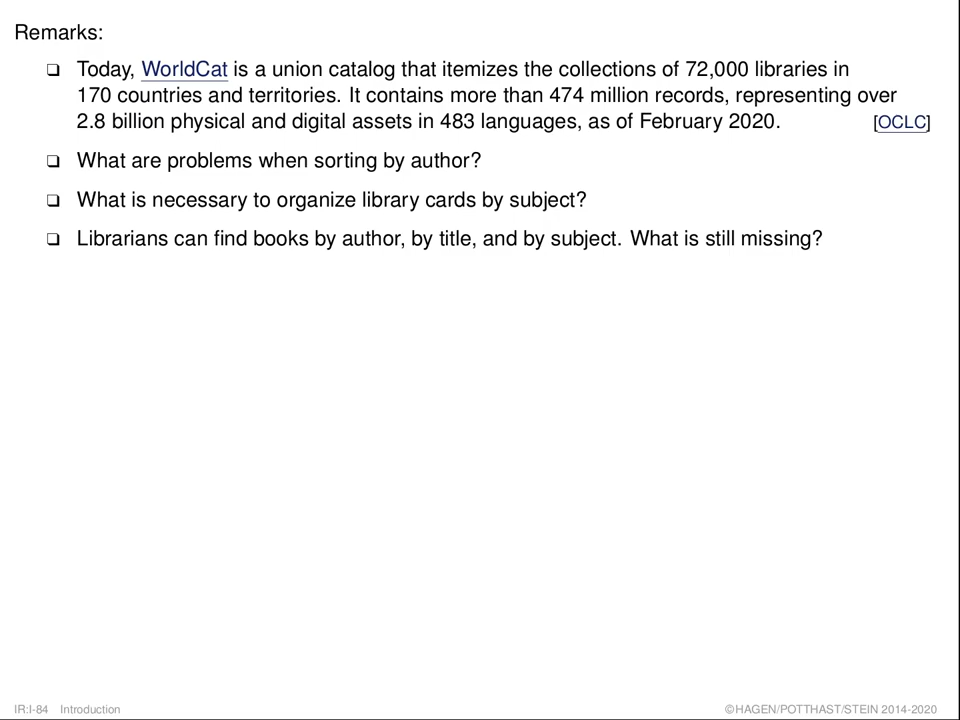 Remarks:
❑ Today, WorldCat is a union catalog that itemizes the collections of 72,000 libraries in
170 countries and territories. It contains more than 474 million records, representing over
2.8 billion physical and digital assets in 483 languages, as of February 2020. [OCLC]
❑ What are problems when sorting by author?
❑ What is necessary to organize library cards by subject?
❑ Librarians can find books by author, by title, and by subject. What is still missing?
IR:I-84 Introduction ©HAGEN/POTTHAST/STEIN 2014-2020